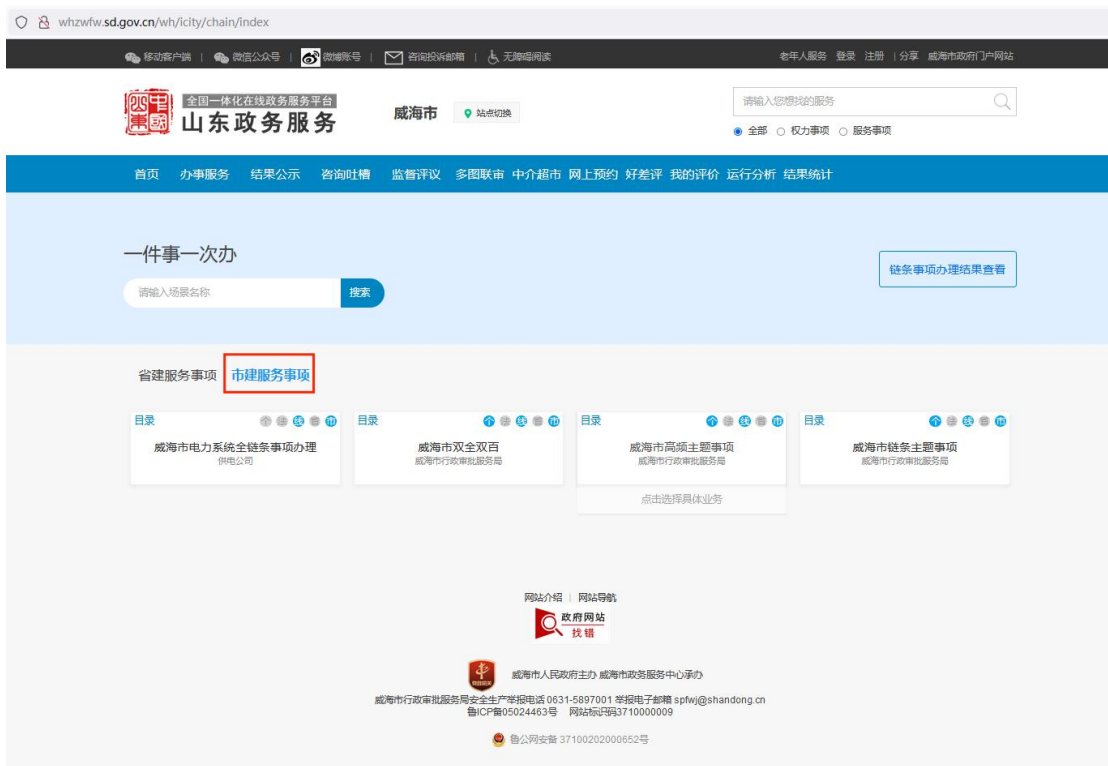 whzwfw.sd.gov.cn/wh/icity/chain/index
移动客户端 | 微信公众号 | 微博账号 | 咨询投诉邮箱 | 无障碍阅读
老年人服务 登录 注册 | 分享 威海市政府门户网站
全国一体化在线政务服务平台
山东政务服务
威海市 站点切换
请输入您想找的服务
全部 权力事项 服务事项
首页 办事服务 结果公示 咨询吐槽 监督评议 多图联审 中介超市 网上预约 好差评 我的评价 运行分析 结果统计
一件事一次办
请输入场景名称 搜索
链条事项办理结果查看
省建服务事项 市建服务事项
目录 个 法 线 普 市
威海市电力系统全链条事项办理
供电公司
目录 个 法 线 普 市
威海市双全双百
威海市行政审批服务局
目录 个 法 线 普 市
威海市高频主题事项
威海市行政审批服务局
点击选择具体业务
目录 个 法 线 普 市
威海市链条主题事项
威海市行政审批服务局
网站介绍 | 网站导航
政府网站
找错
威海市人民政府主办 威海市政务服务中心承办
威海市行政审批服务局安全生产举报电话 0631-5897001 举报电子邮箱 spfwj@shandong.cn
鲁ICP备05024463号 网站标识码3710000009
鲁公网安备 37100202000652号